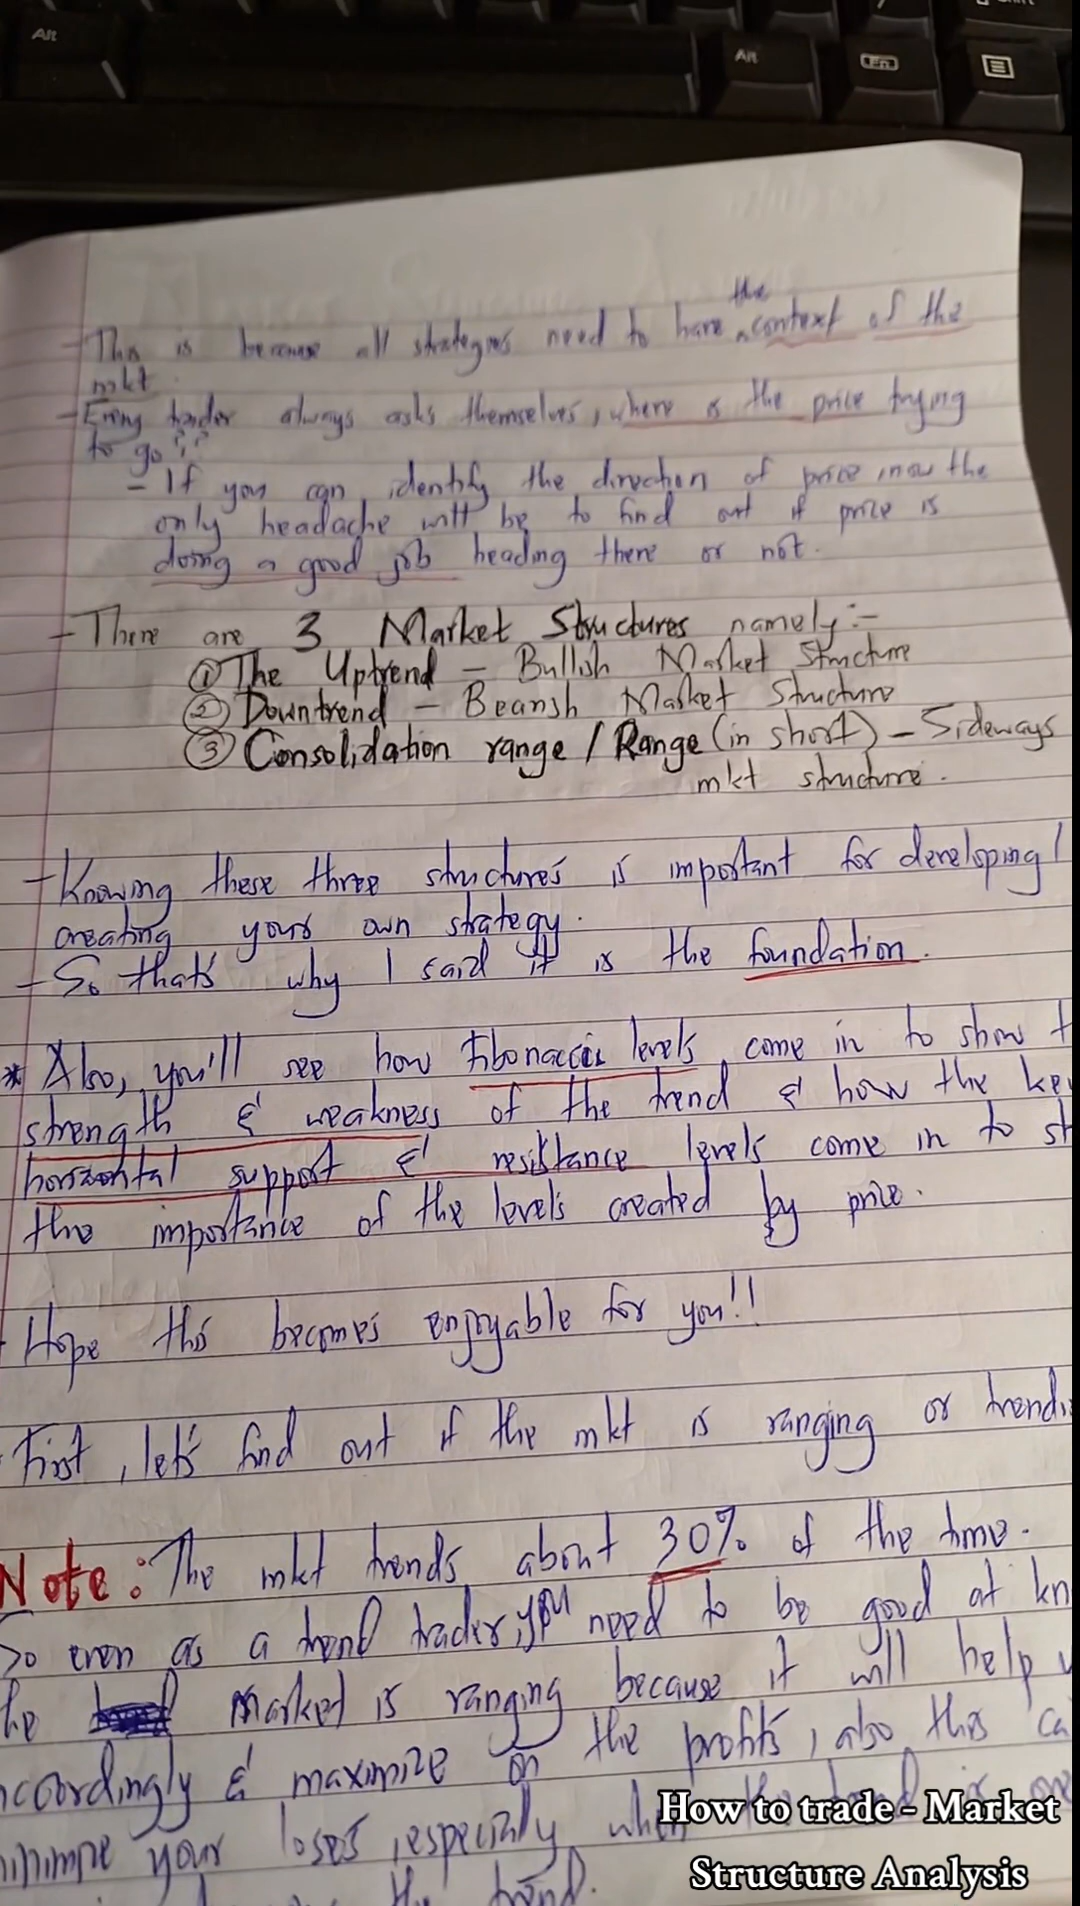 Alt
Alt
Fn
the
- This is because all strategies need to have ^ context of the
mkt.
- Every trader always asks themselves, where is the price trying
to go??
- If you can identify the direction of price, now the
only headache will be to find out if price is
doing a good job heading there or not.
- There are 3 Market Structures namely:-
① The Uptrend - Bullish Market Structure
② Downtrend - Bearish Market Structure
③ Consolidation range / Range (in short) - Sideways
mkt structure.
- Knowing these three structures is important for developing/
creating your own strategy.
- So that's why I said it is the foundation.
* Also, you'll see how Fibonacci levels come in to show
strength & weakness of the trend & how the
horizontal support & resistance levels come in to
the importance of the levels created by price.
- Hope this becomes enjoyable for you!!
- First, let's find out if the mkt is ranging or
Note: The mkt trends about 30% of the time.
So even as a trend trader, you need to be good at
market is ranging because it will help
& maximize on the profits, also this
your loses, especially when the
the trend.
How to trade - Market
Structure Analysis